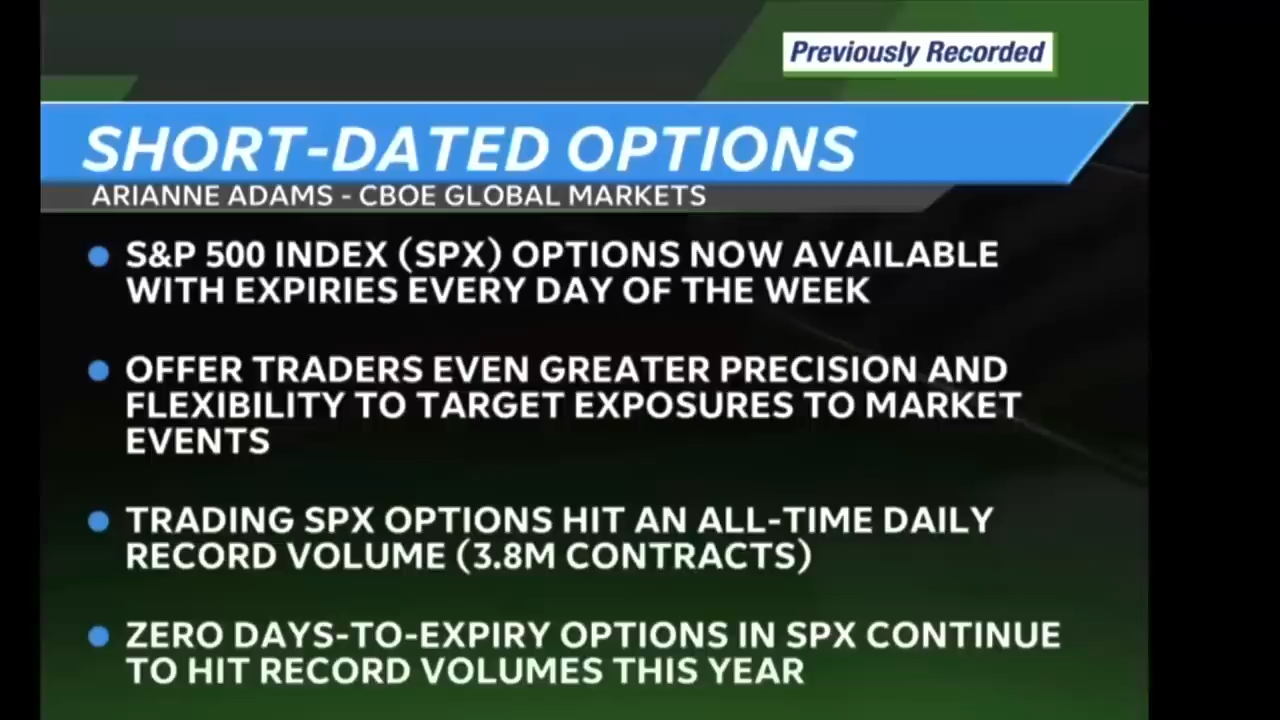 Previously Recorded
SHORT-DATED OPTIONS
ARIANNE ADAMS - CBOE GLOBAL MARKETS
S&P 500 INDEX (SPX) OPTIONS NOW AVAILABLE
WITH EXPIRIES EVERY DAY OF THE WEEK
OFFER TRADERS EVEN GREATER PRECISION AND
FLEXIBILITY TO TARGET EXPOSURES TO MARKET
EVENTS
TRADING SPX OPTIONS HIT AN ALL-TIME DAILY
RECORD VOLUME (3.8M CONTRACTS)
ZERO DAYS-TO-EXPIRY OPTIONS IN SPX CONTINUE
TO HIT RECORD VOLUMES THIS YEAR